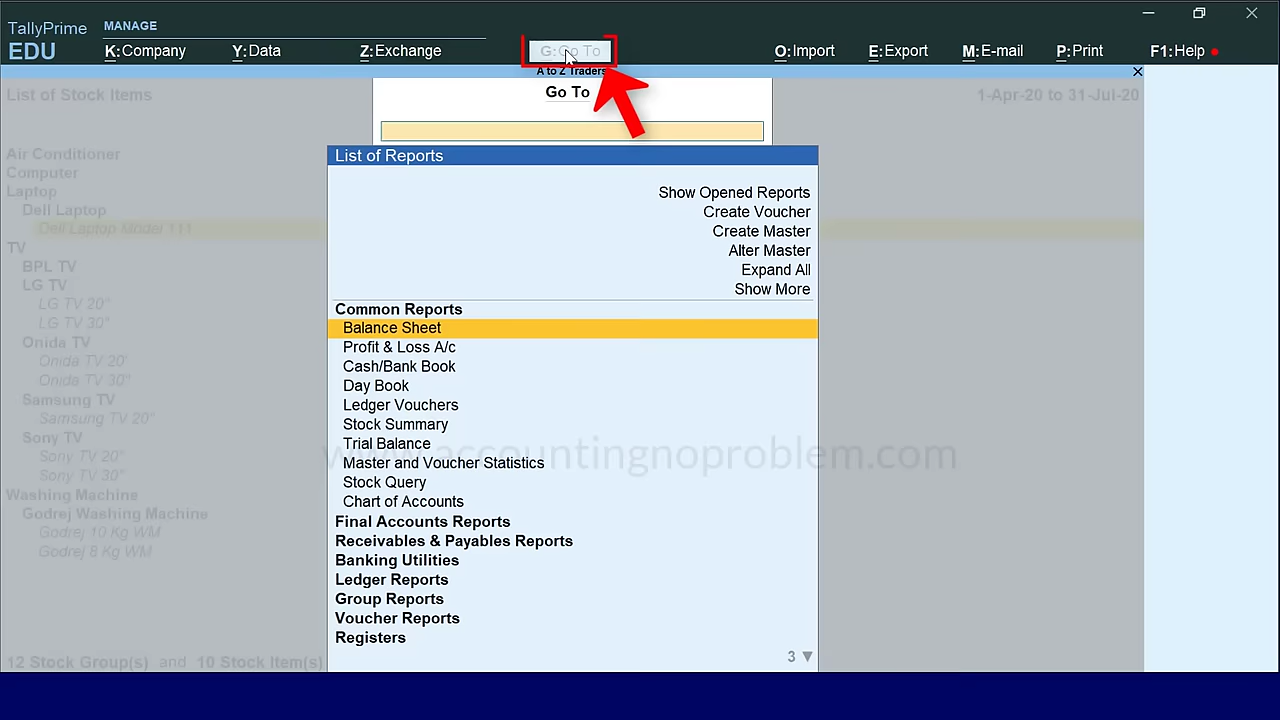 TallyPrime
MANAGE
EDU
K:Company
Y:Data
Z:Exchange
G:Go To
O:Import
E:Export
M:E-mail
P:Print
F1:Help
A to Z Traders
List of Stock Items
Go To
1-Apr-20 to 31-Jul-20
Air Conditioner
Computer
Laptop
Dell Laptop
Dell Laptop Model 111
TV
BPL TV
LG TV
LG TV 20"
LG TV 30"
Onida TV
Onida TV 20'
Onida TV 30"
Samsung TV
Samsung TV 20"
Sony TV
Sony TV 20"
Sony TV 30"
Washing Machine
Godrej Washing Machine
Godrej 10 Kg WM
Godrej 8 Kg WM
12 Stock Group(s) and 10 Stock Item(s)
List of Reports
Show Opened Reports
Create Voucher
Create Master
Alter Master
Expand All
Show More
Common Reports
Balance Sheet
Profit & Loss A/c
Cash/Bank Book
Day Book
Ledger Vouchers
Stock Summary
Trial Balance
Master and Voucher Statistics
Stock Query
Chart of Accounts
Final Accounts Reports
Receivables & Payables Reports
Banking Utilities
Ledger Reports
Group Reports
Voucher Reports
Registers
3 ▼
www.accountingnoproblem.com